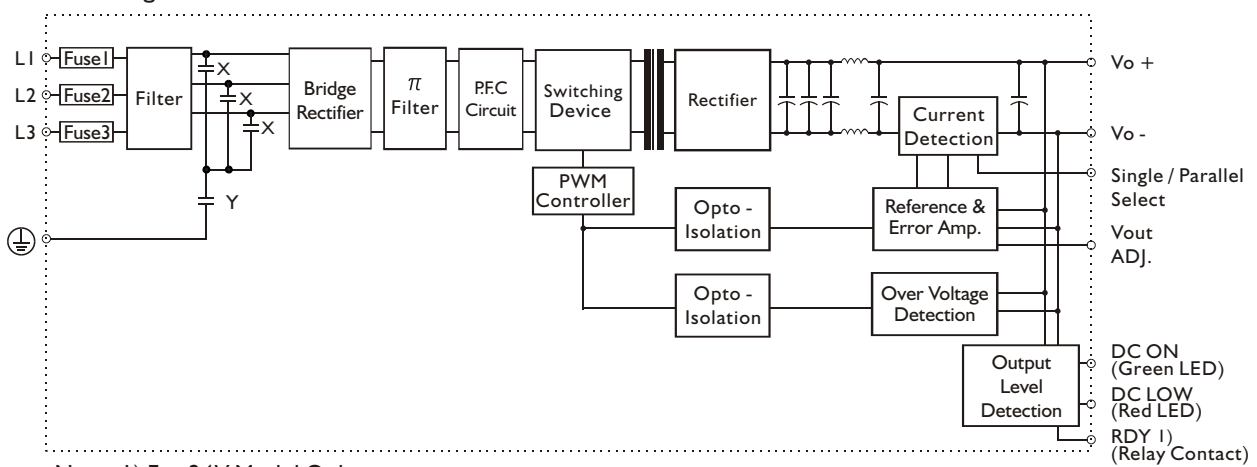 L1
Fuse1
L2
Fuse2
L3
Fuse3
Filter
X
X
X
Y
Bridge
Rectifier
π
Filter
P.F.C
Circuit
Switching
Device
Rectifier
PWM
Controller
Opto -
Isolation
Opto -
Isolation
Current
Detection
Reference &
Error Amp.
Over Voltage
Detection
Output
Level
Detection
Vo +
Vo -
Single / Parallel
Select
Vout
ADJ.
DC ON
(Green LED)
DC LOW
(Red LED)
RDY 1)
(Relay Contact)